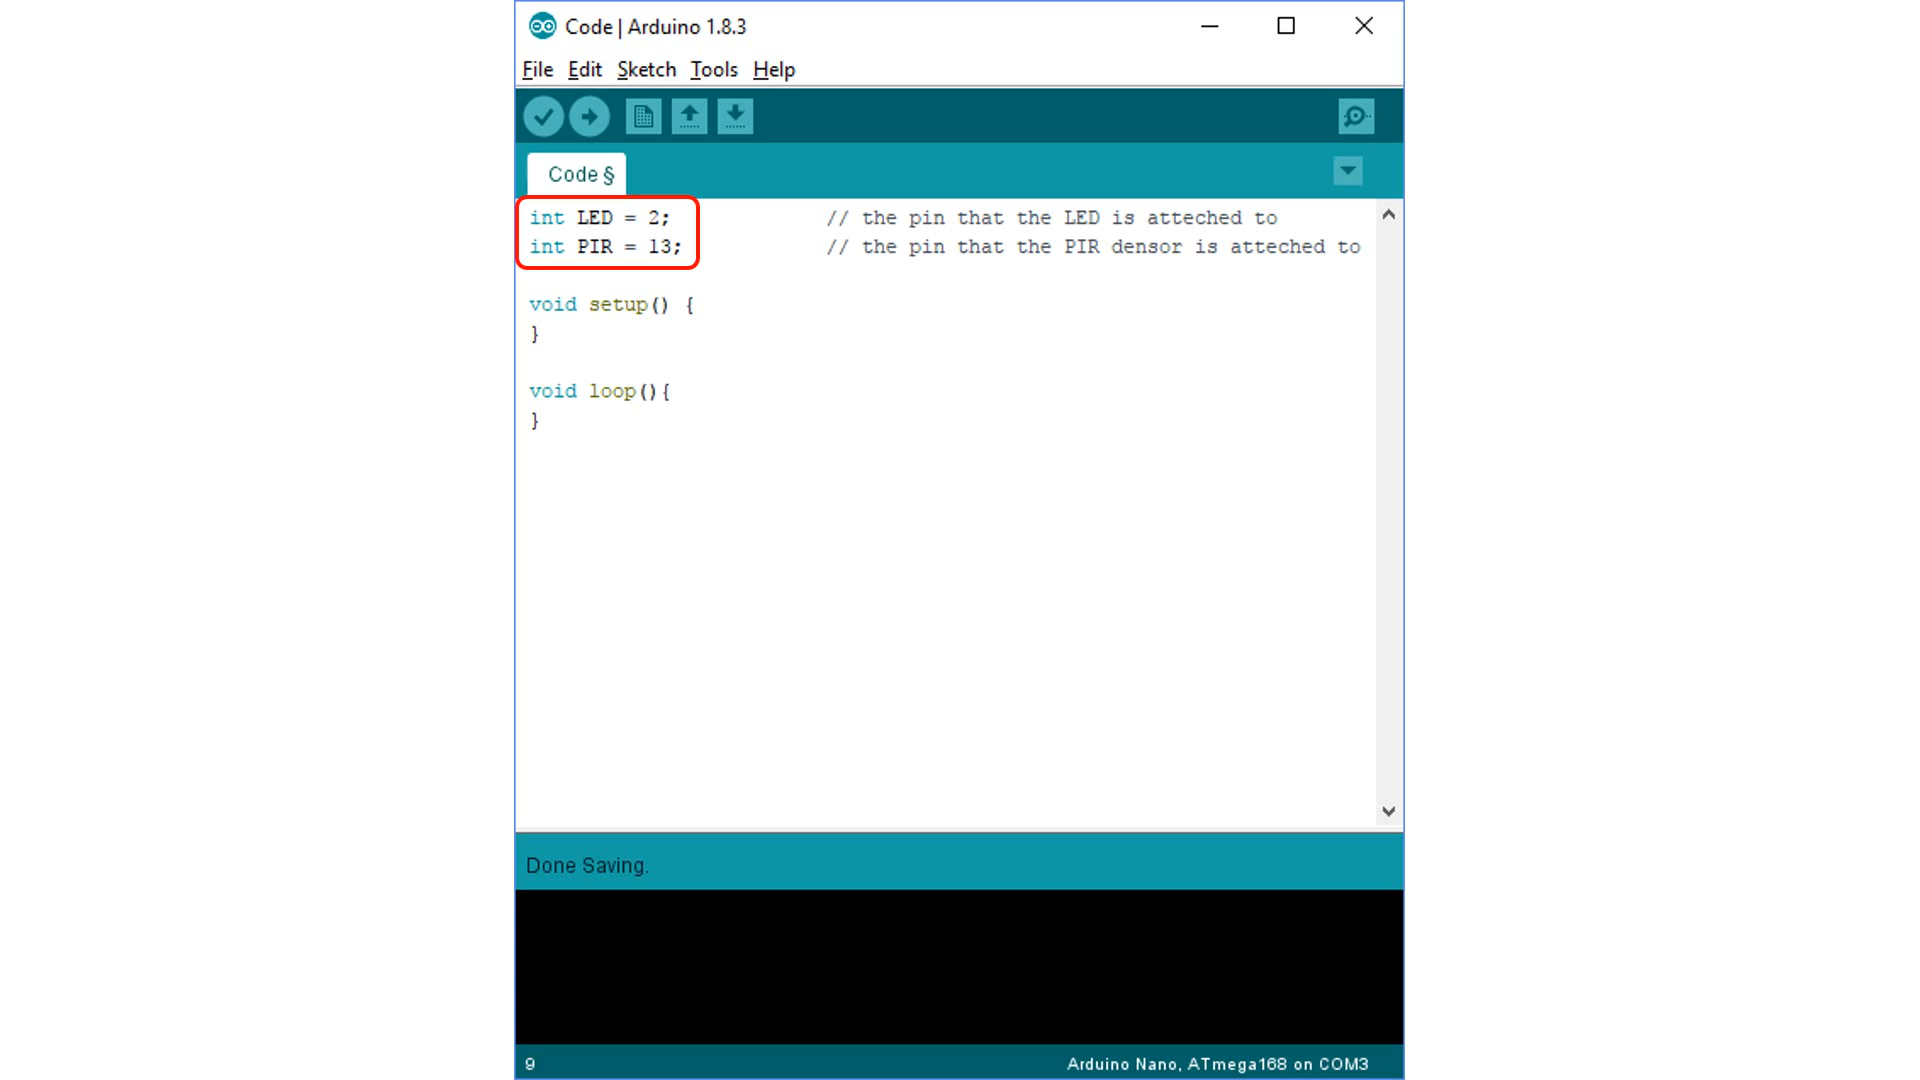 Code | Arduino 1.8.3
File Edit Sketch Tools Help
Code §
int LED = 2; // the pin that the LED is atteched to
int PIR = 13; // the pin that the PIR densor is atteched to
void setup() {
}
void loop(){
}
Done Saving.
9 Arduino Nano, ATmega168 on COM3